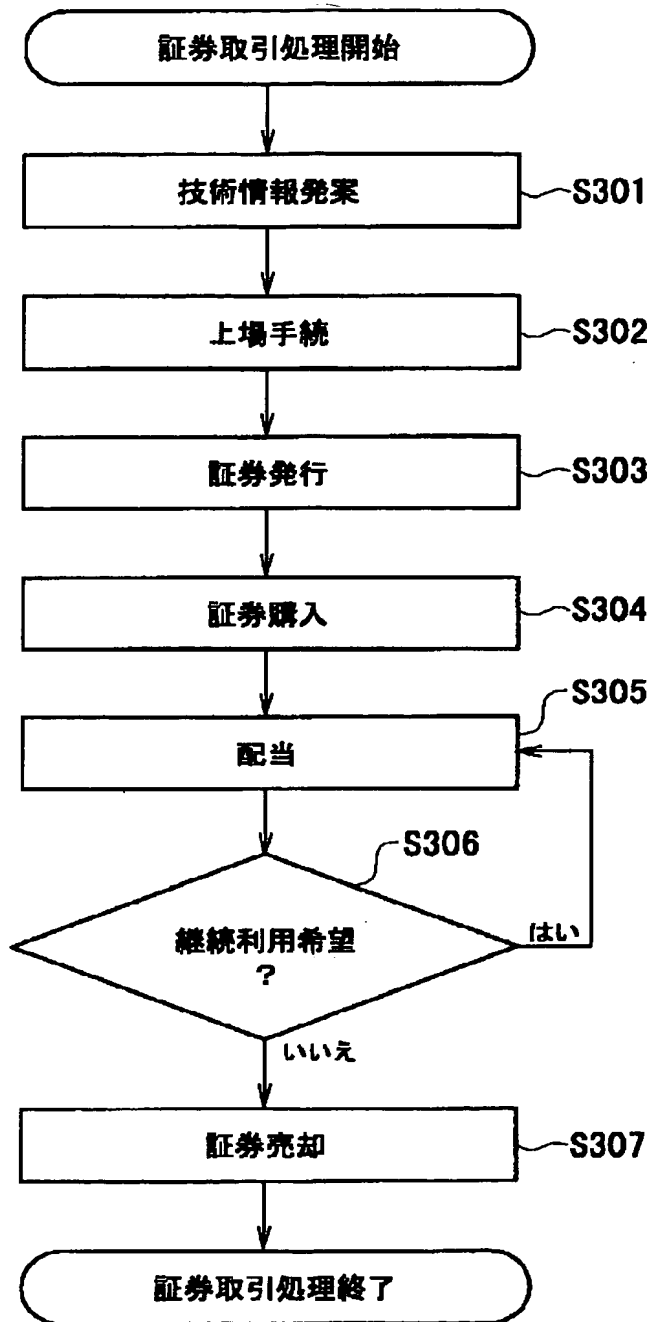 証券取引処理開始
技術情報発案
S301
上場手続
S302
証券発行
S303
証券購入
S304
S305
配当
S306
継続利用希望
?
はい
いいえ
証券売却
S307
証券取引処理終了